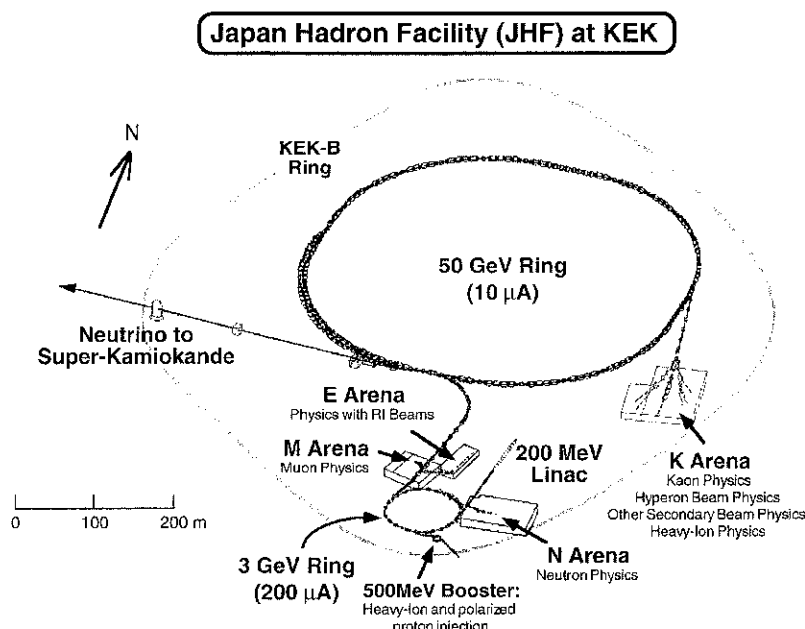 Japan Hadron Facility (JHF) at KEK
N
KEK-B
Ring
50 GeV Ring
(10 μA)
Neutrino to
Super-Kamiokande
E Arena
Physics with RI Beams
M Arena
Muon Physics
200 MeV
Linac
K Arena
Kaon Physics
Hyperon Beam Physics
Other Secondary Beam Physics
Heavy-Ion Physics
0 100 200 m
3 GeV Ring
(200 μA)
N Arena
Neutron Physics
500MeV Booster:
Heavy-Ion and polarized
proton injection